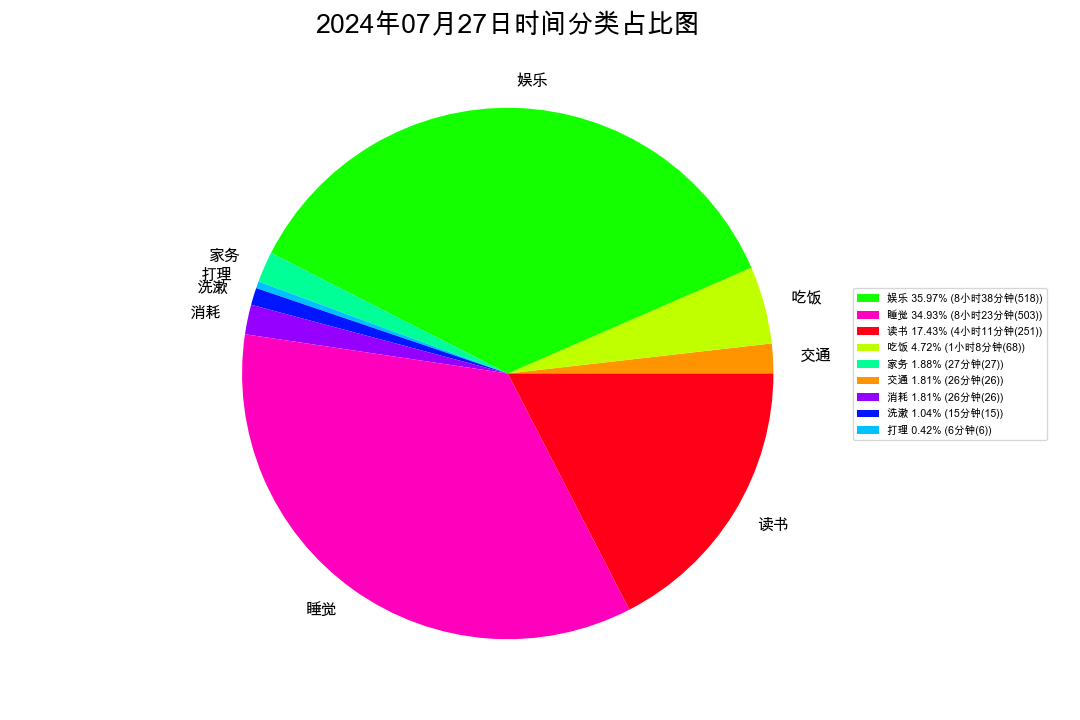 2024年07月27日时间分类占比图
娱乐
家务
打理
洗漱
消耗
吃饭
交通
睡觉
读书
娱乐 35.97% (8小时38分钟(518))
睡觉 34.93% (8小时23分钟(503))
读书 17.43% (4小时11分钟(251))
吃饭 4.72% (1小时8分钟(68))
家务 1.88% (27分钟(27))
交通 1.81% (26分钟(26))
消耗 1.81% (26分钟(26))
洗漱 1.04% (15分钟(15))
打理 0.42% (6分钟(6))